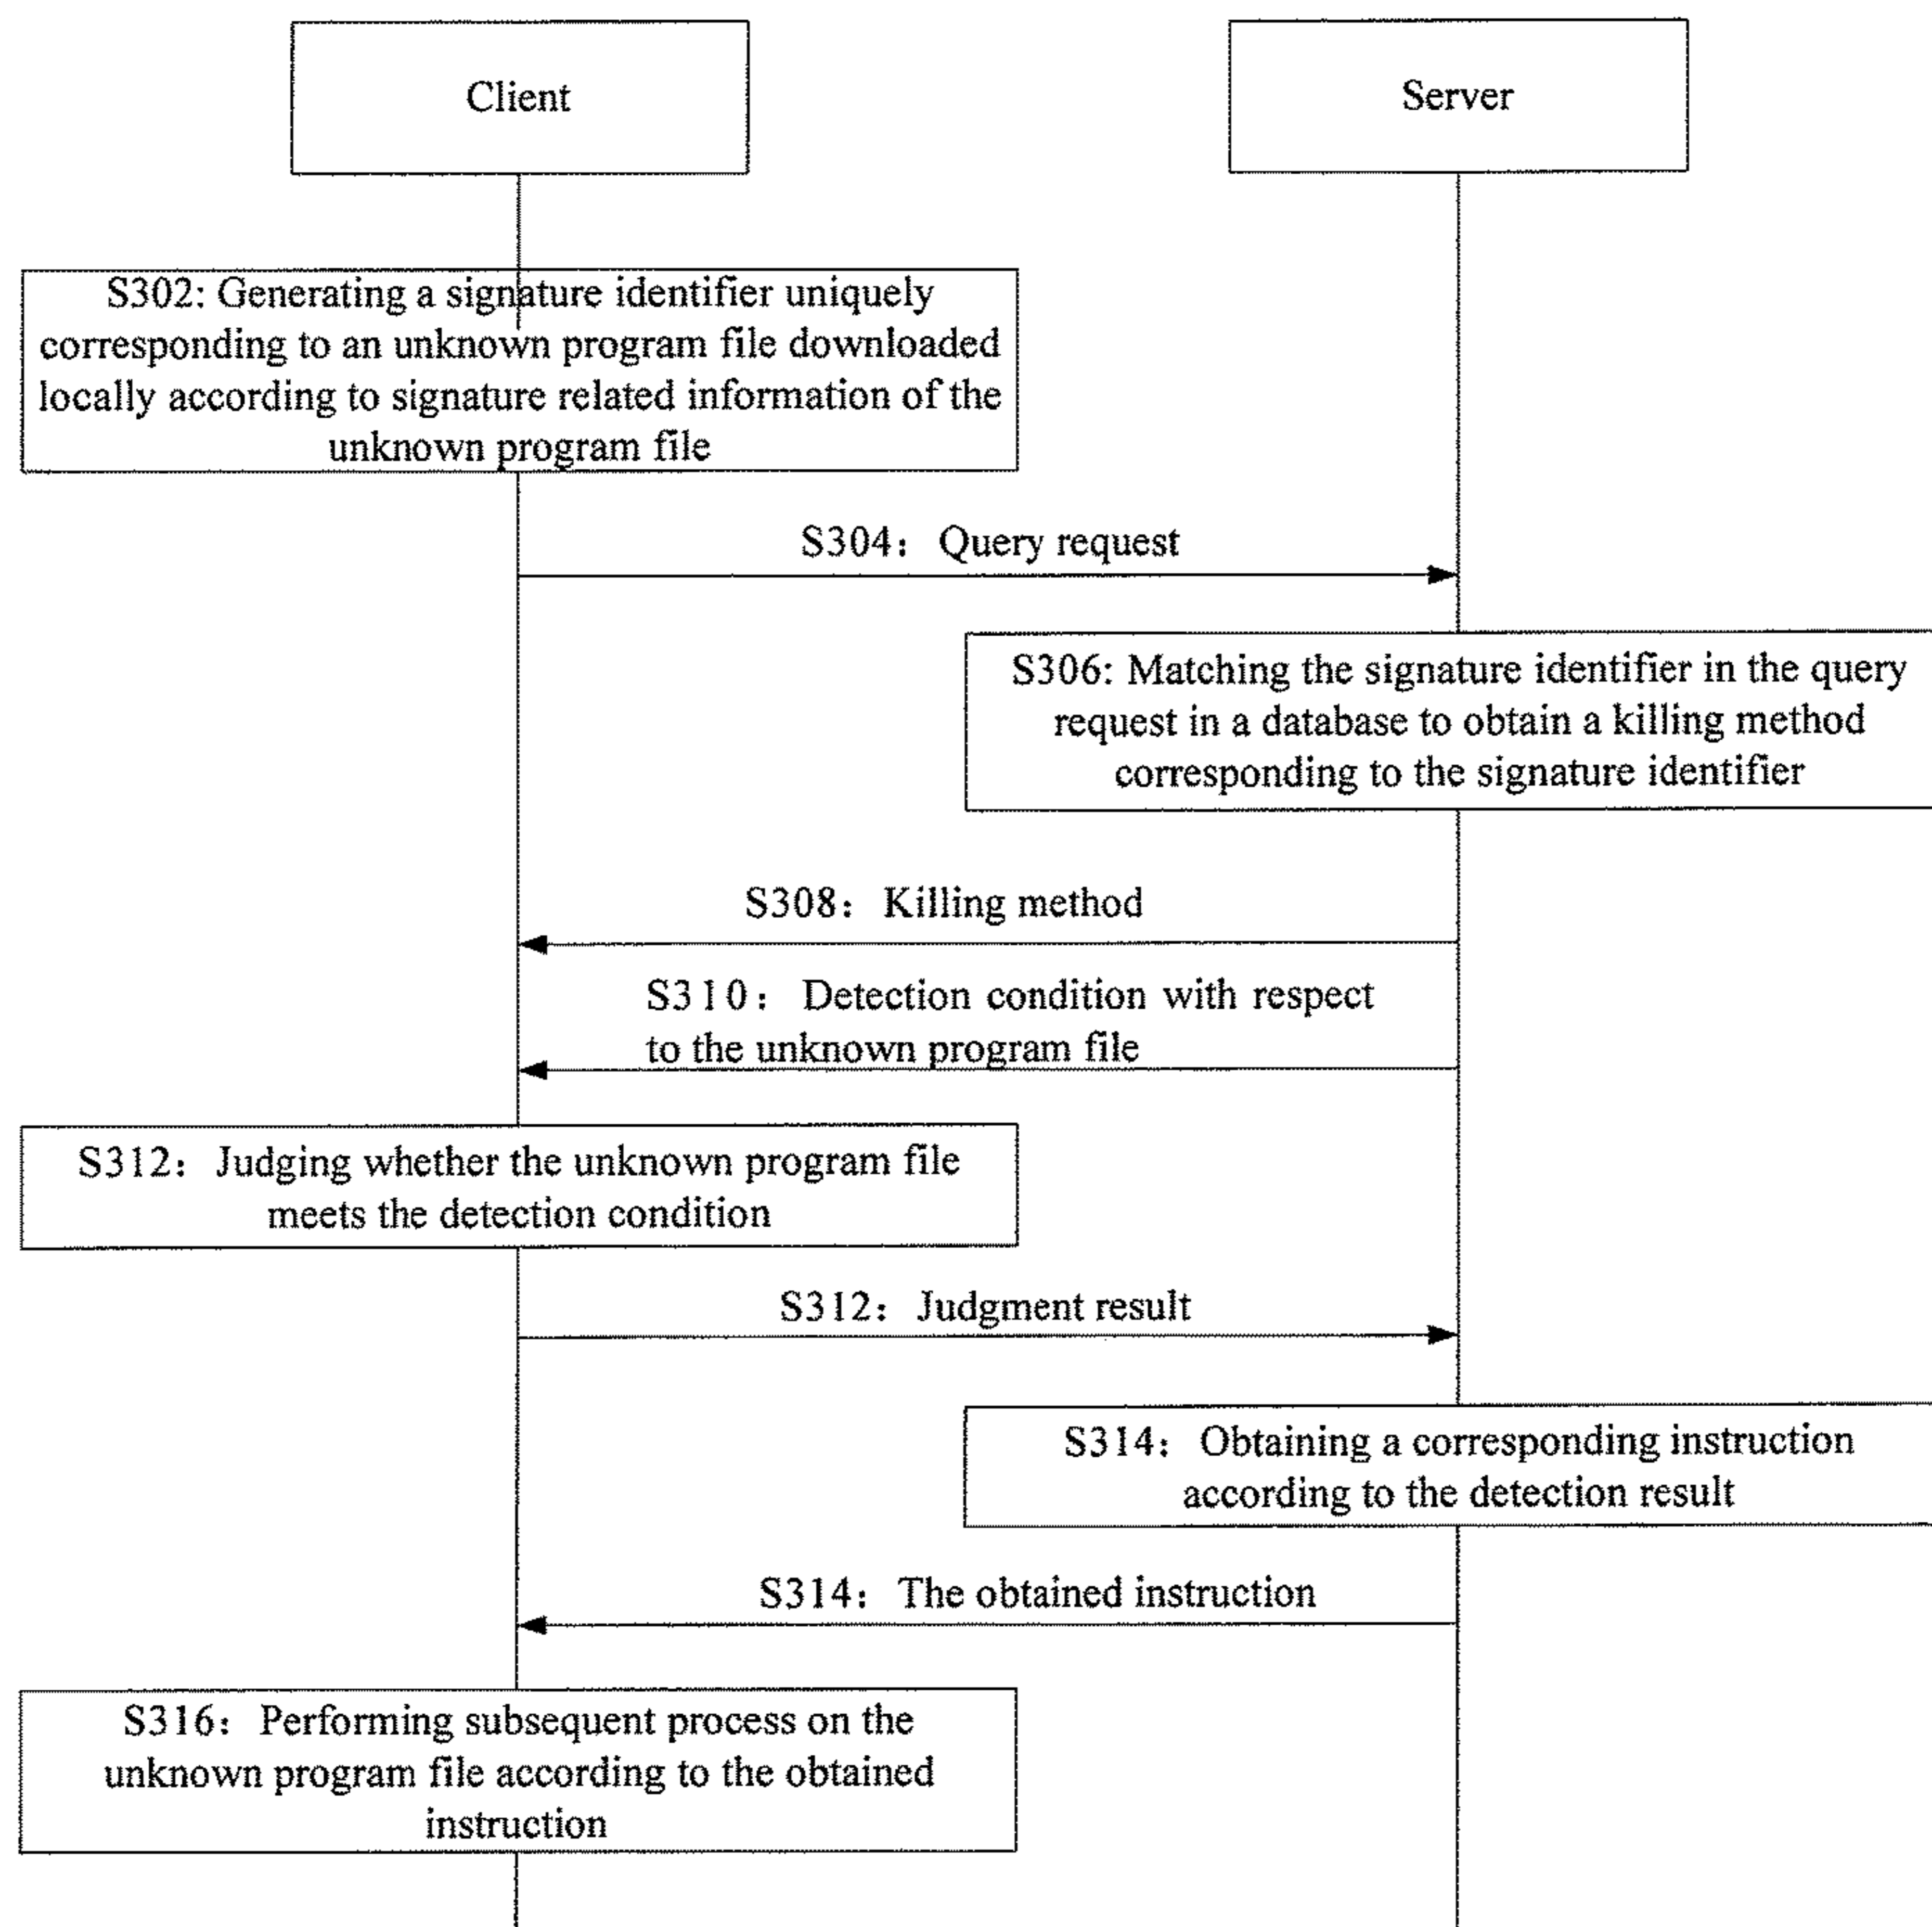 Client
Server
S302: Generating a signature identifier uniquely
corresponding to an unknown program file downloaded
locally according to signature related information of the
unknown program file
S304： Query request
S306: Matching the signature identifier in the query
request in a database to obtain a killing method
corresponding to the signature identifier
S308： Killing method
S310： Detection condition with respect
to the unknown program file
S312： Judging whether the unknown program file
meets the detection condition
S312： Judgment result
S314： Obtaining a corresponding instruction
according to the detection result
S314： The obtained instruction
S316： Performing subsequent process on the
unknown program file according to the obtained
instruction